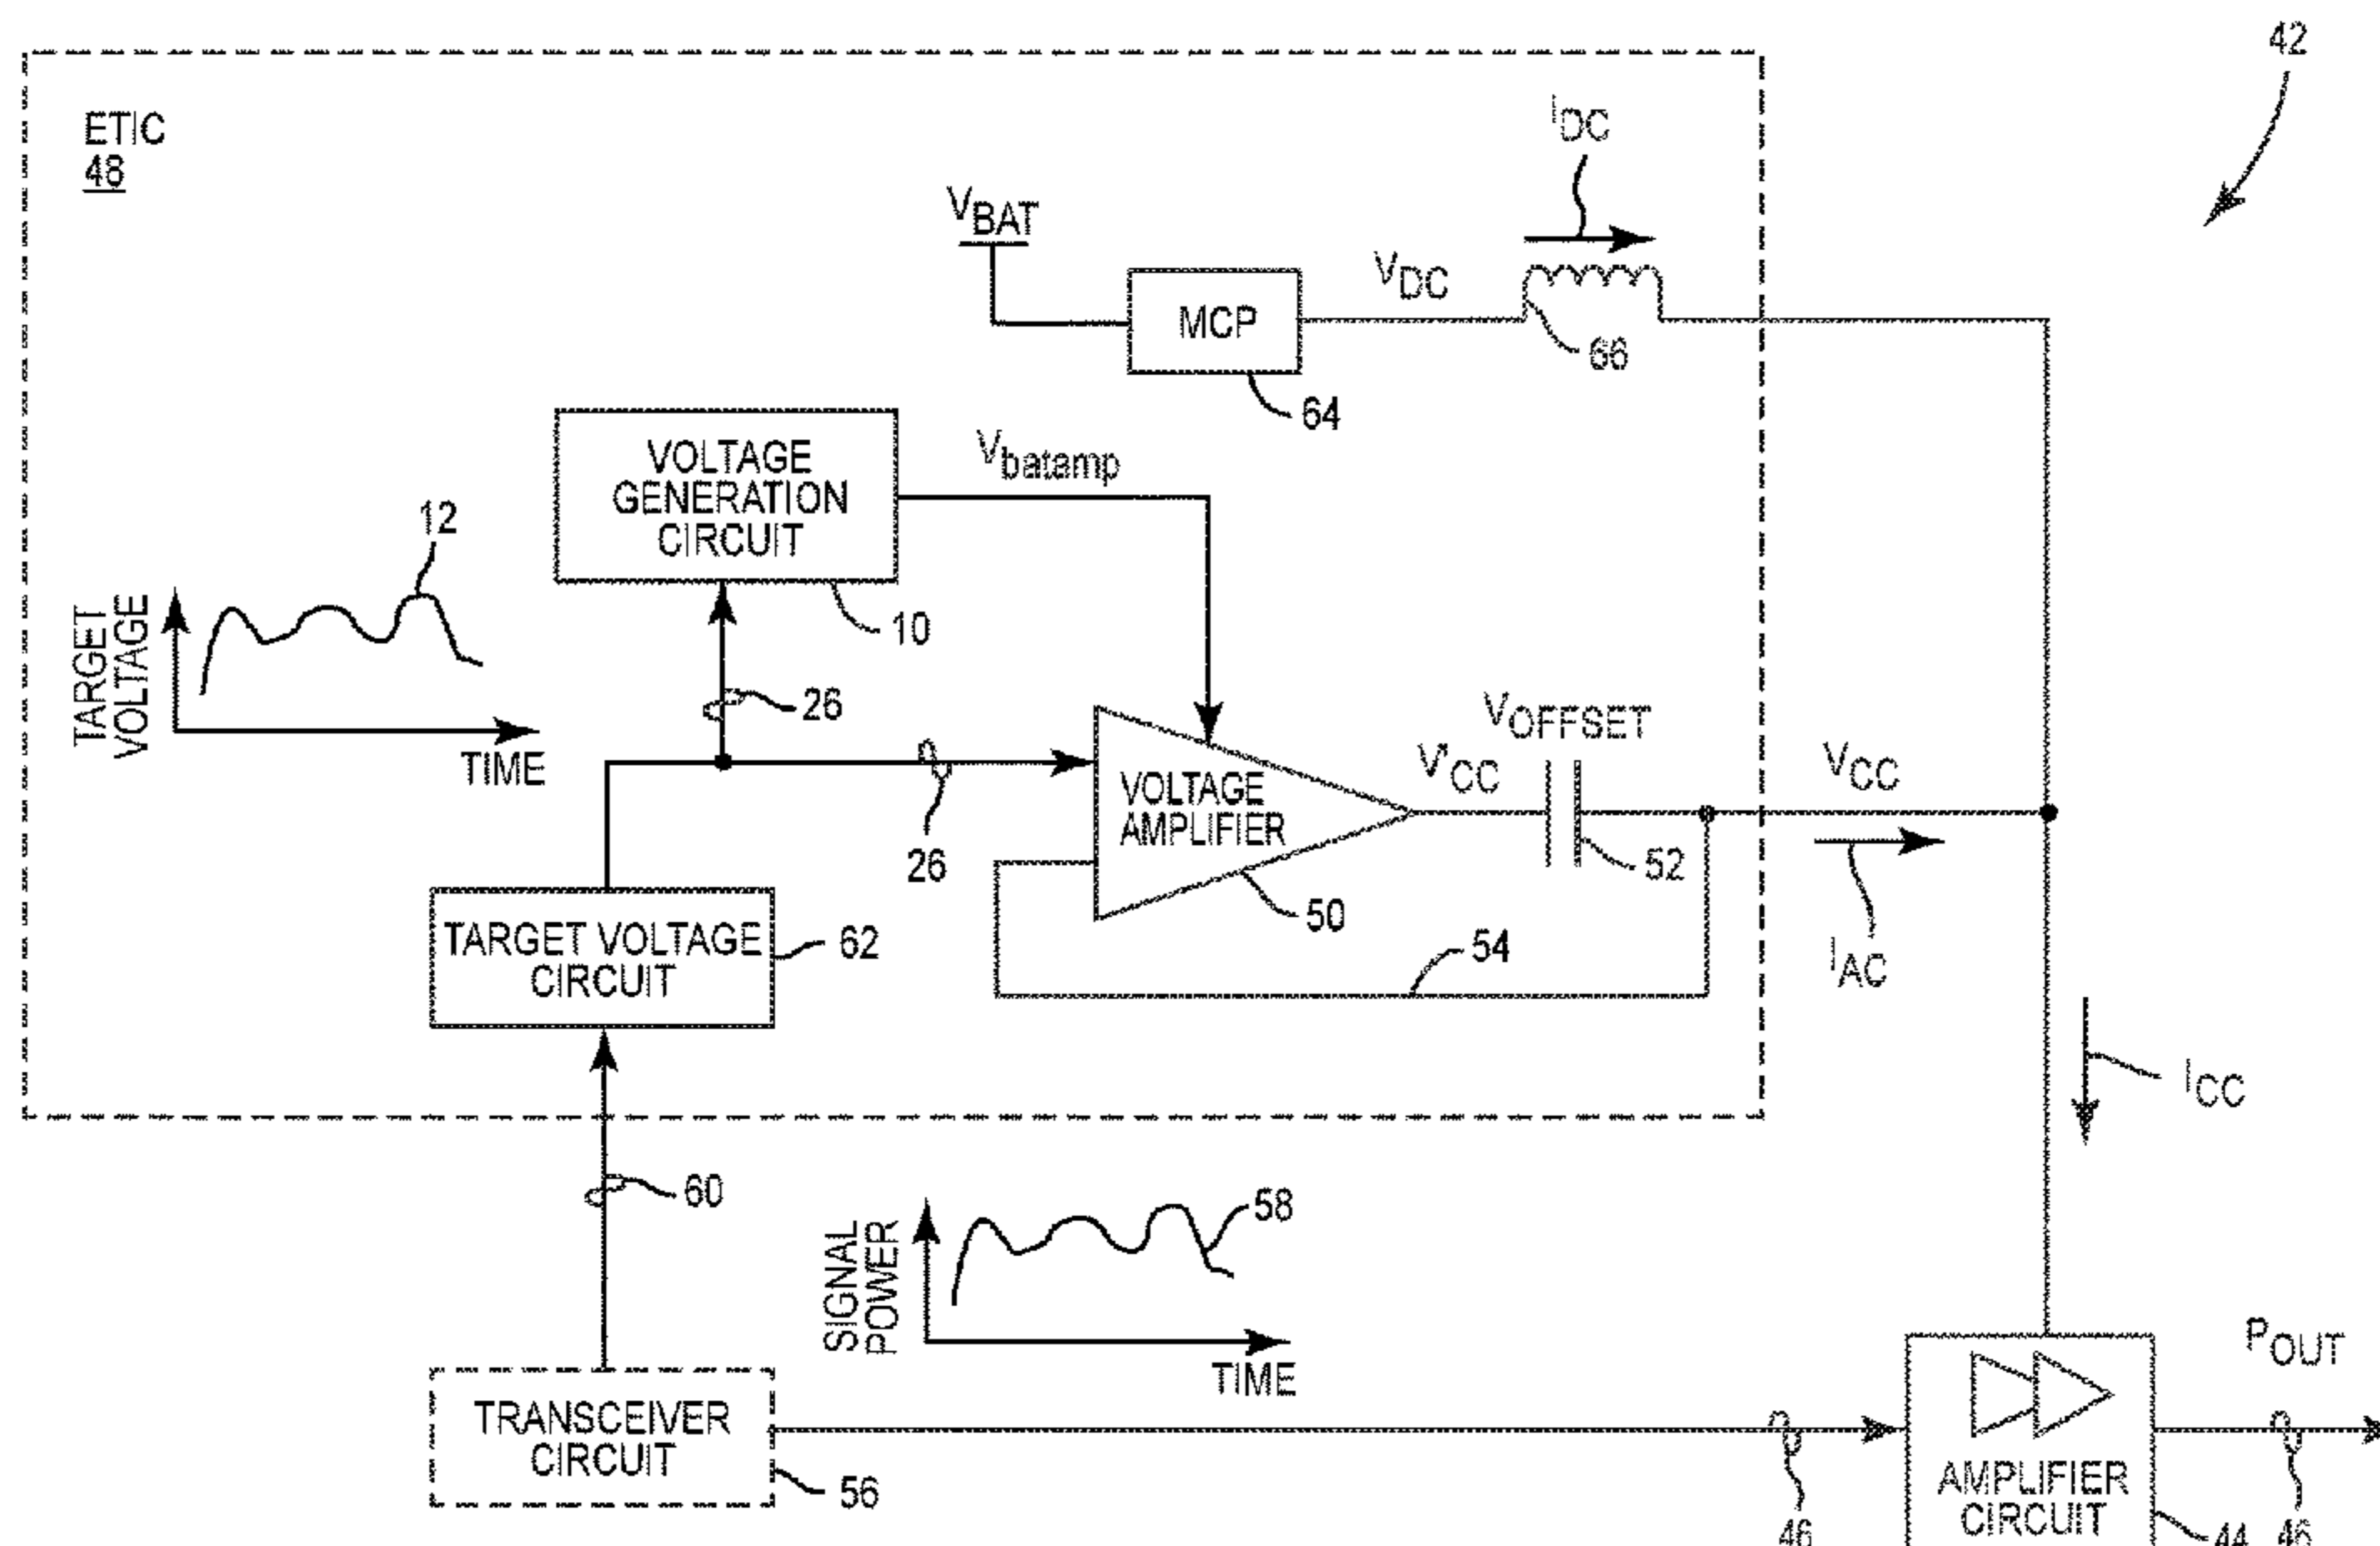 42
ETIC
48
IDC
VBAT
VDC
MCP
66
64
VOLTAGE
GENERATION
CIRCUIT
Vbatamp
10
12
TARGET
VOLTAGE
TIME
26
26
VOLTAGE
AMPLIFIER
V'CC
VOFFSET
VCC
52
50
IAC
54
TARGET VOLTAGE
CIRCUIT
62
ICC
60
58
SIGNAL
POWER
TIME
TRANSCEIVER
CIRCUIT
56
POUT
AMPLIFIER
CIRCUIT
46
44
46